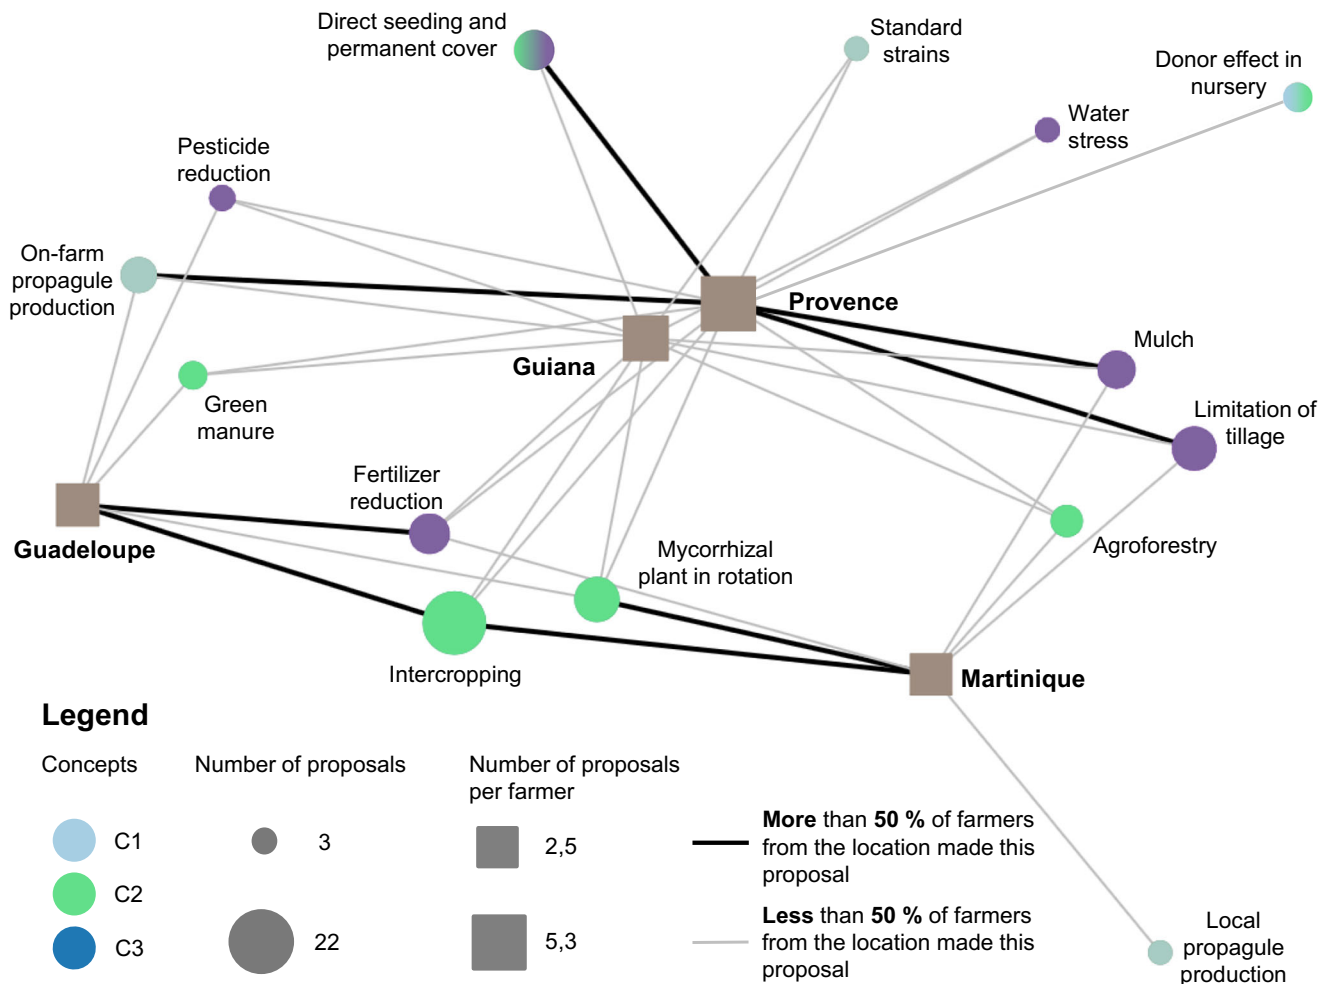 Direct seeding and
permanent cover
Standard
strains
Donor effect in
nursery
Water
stress
Pesticide
reduction
On-farm
propagule
production
Provence
Guiana
Mulch
Green
manure
Limitation of
tillage
Fertilizer
reduction
Guadeloupe
Mycorrhizal
plant in rotation
Agroforestry
Intercropping
Martinique
Legend
Concepts
C1
C2
C3
Number of proposals
3
22
Number of proposals
per farmer
2,5
5,3
More than 50 % of farmers
from the location made this
proposal
Less than 50 % of farmers
from the location made this
proposal
Local
propagule
production